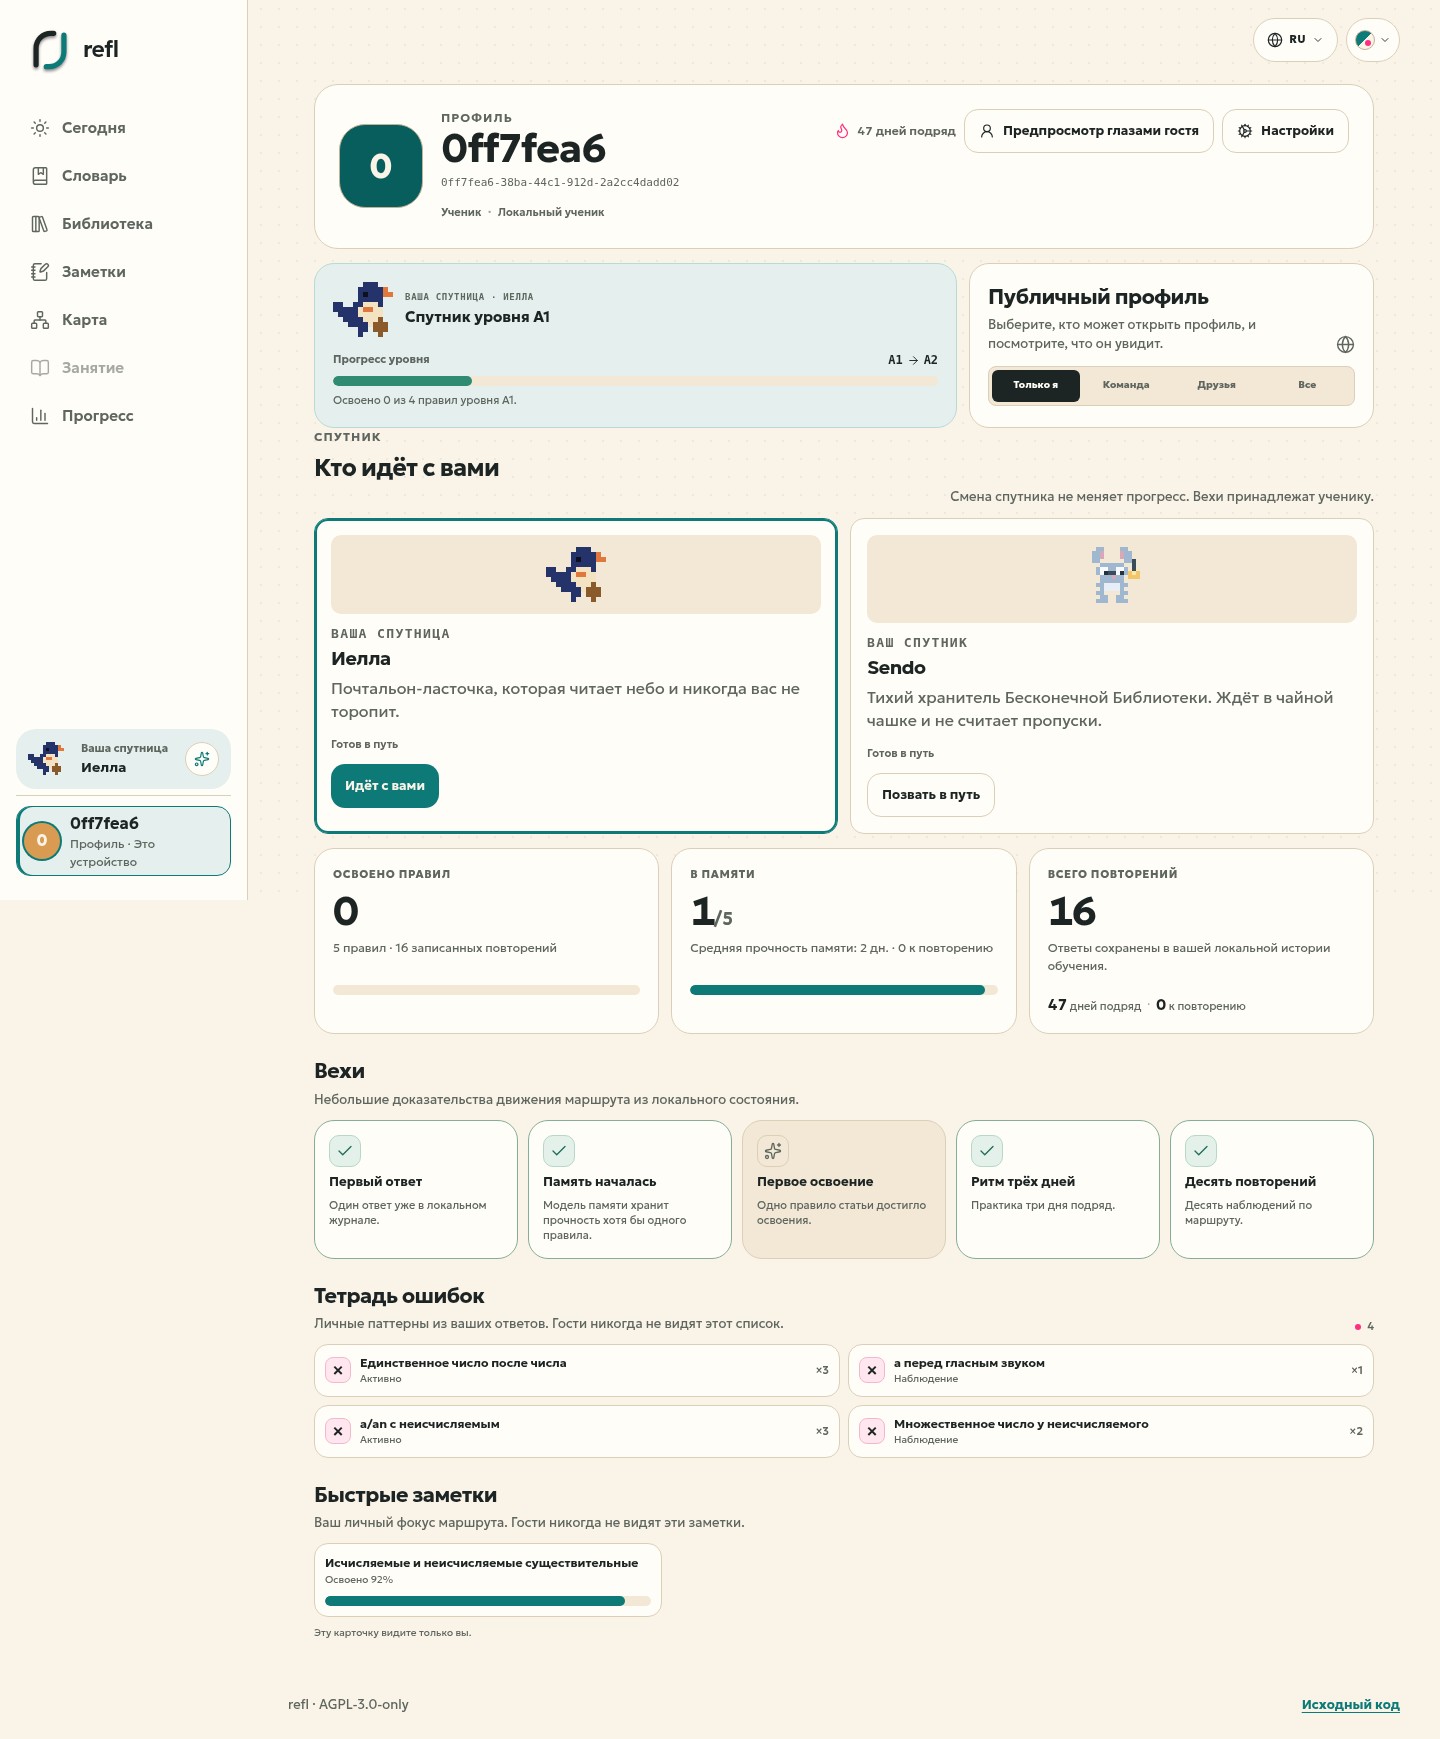 refl
RU
Сегодня
Словарь
Библиотека
Заметки
Карта
Занятие
Прогресс
Ваша спутница
Иелла
0
0ff7fea6
Профиль · Это
устройство
0
ПРОФИЛЬ
0ff7fea6
0ff7fea6-38ba-44c1-912d-2a2cc4dadd02
Ученик · Локальный ученик
47 дней подряд
Предпросмотр глазами гостя
Настройки
ВАША СПУТНИЦА · ИЕЛЛА
Спутник уровня A1
Прогресс уровня
A1 → A2
Освоено 0 из 4 правил уровня A1.
Публичный профиль
Выберите, кто может открыть профиль, и
посмотрите, что он увидит.
Только я
Команда
Друзья
Все
СПУТНИК
Кто идёт с вами
Смена спутника не меняет прогресс. Вехи принадлежат ученику.
ВАША СПУТНИЦА
Иелла
Почтальон-ласточка, которая читает небо и никогда вас не
торопит.
Готов в путь
Идёт с вами
ВАШ СПУТНИК
Sendo
Тихий хранитель Бесконечной Библиотеки. Ждёт в чайной
чашке и не считает пропуски.
Готов в путь
Позвать в путь
ОСВОЕНО ПРАВИЛ
0
5 правил · 16 записанных повторений
В ПАМЯТИ
1/5
Средняя прочность памяти: 2 дн. · 0 к повторению
ВСЕГО ПОВТОРЕНИЙ
16
Ответы сохранены в вашей локальной истории
обучения.
47 дней подряд · 0 к повторению
Вехи
Небольшие доказательства движения маршрута из локального состояния.
Первый ответ
Один ответ уже в локальном
журнале.
Память началась
Модель памяти хранит
прочность хотя бы одного
правила.
Первое освоение
Одно правило статьи достигло
освоения.
Ритм трёх дней
Практика три дня подряд.
Десять повторений
Десять наблюдений по
маршруту.
Тетрадь ошибок
Личные паттерны из ваших ответов. Гости никогда не видят этот список.
4
Единственное число после числа
Активно
×3
a перед гласным звуком
Наблюдение
×1
a/an с неисчисляемым
Активно
×3
Множественное число у неисчисляемого
Наблюдение
×2
Быстрые заметки
Ваш личный фокус маршрута. Гости никогда не видят эти заметки.
Исчисляемые и неисчисляемые существительные
Освоено 92%
Эту карточку видите только вы.
refl · AGPL-3.0-only
Исходный код